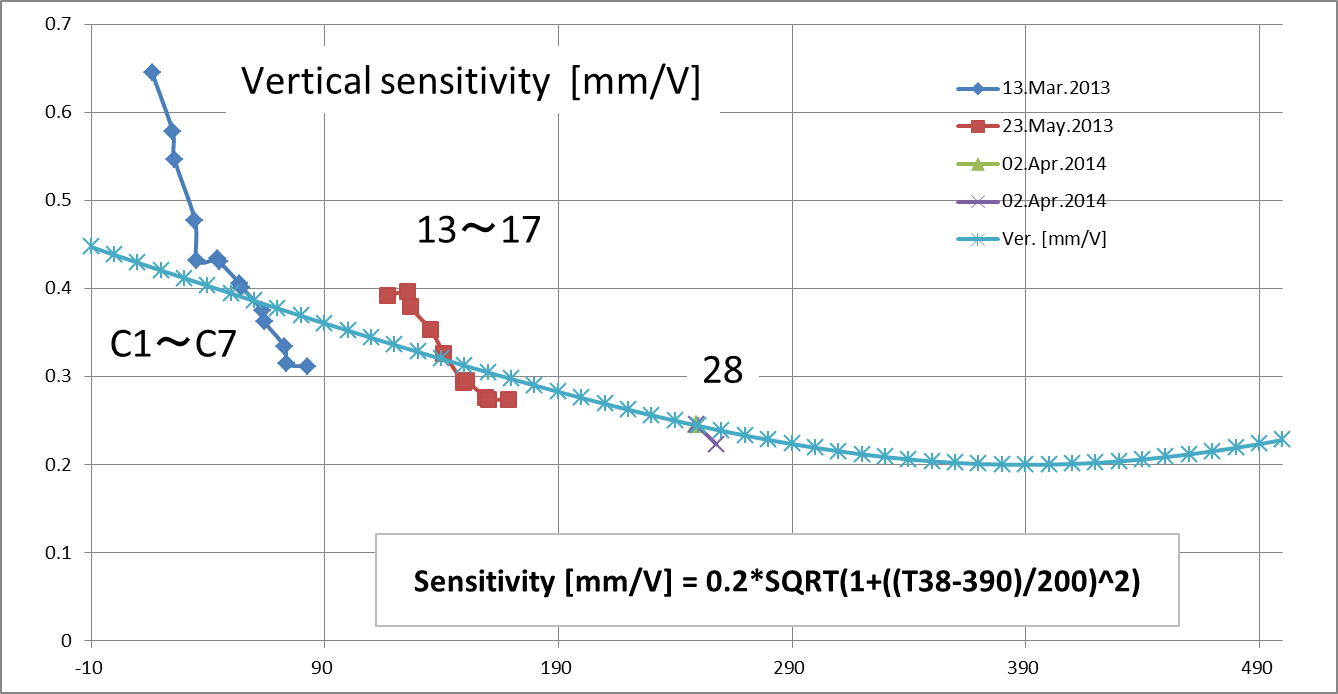 Vertical sensitivity [mm/V]
0.7
0.6
0.5
0.4
0.3
0.2
0.1
0
13.Mar.2013
23.May.2013
02.Apr.2014
02.Apr.2014
Ver. [mm/V]
13～17
C1～C7
28
Sensitivity [mm/V] = 0.2*SQRT(1+((T38-390)/200)^2)
-10 90 190 290 390 490